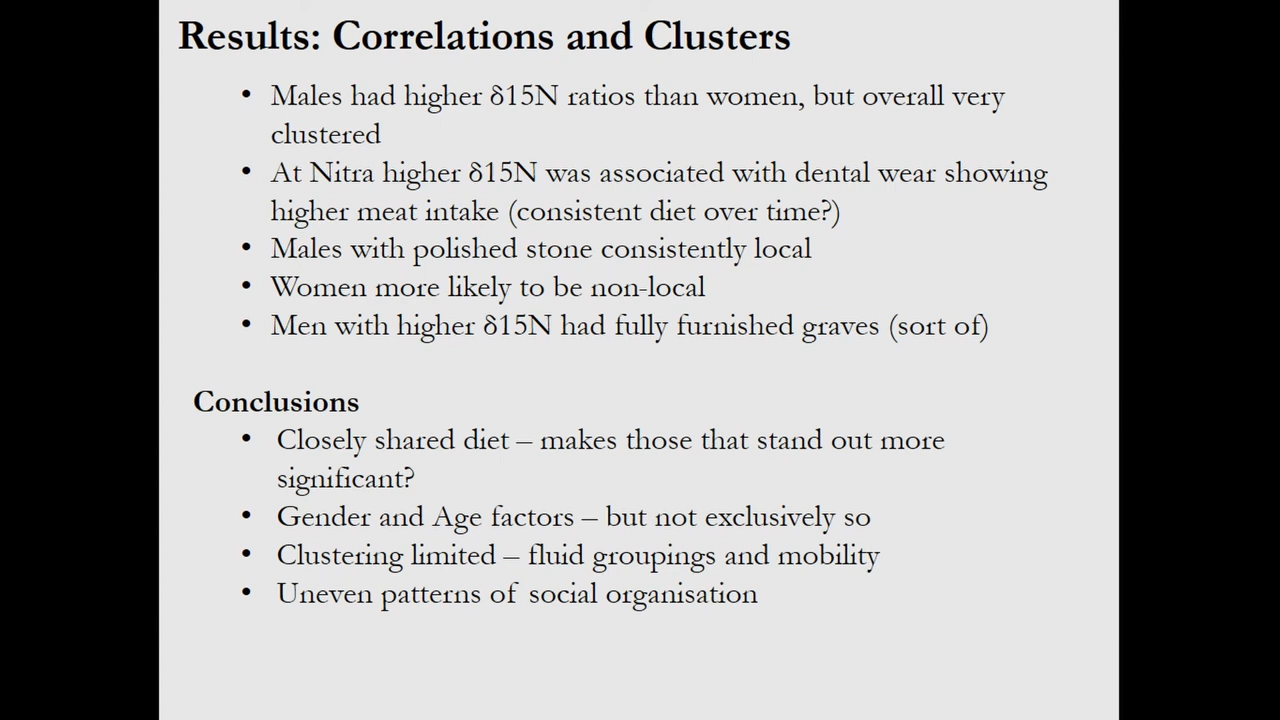 Results: Correlations and Clusters
• Males had higher δ15N ratios than women, but overall very
clustered
• At Nitra higher δ15N was associated with dental wear showing
higher meat intake (consistent diet over time?)
• Males with polished stone consistently local
• Women more likely to be non-local
• Men with higher δ15N had fully furnished graves (sort of)
Conclusions
• Closely shared diet – makes those that stand out more
significant?
• Gender and Age factors – but not exclusively so
• Clustering limited – fluid groupings and mobility
• Uneven patterns of social organisation